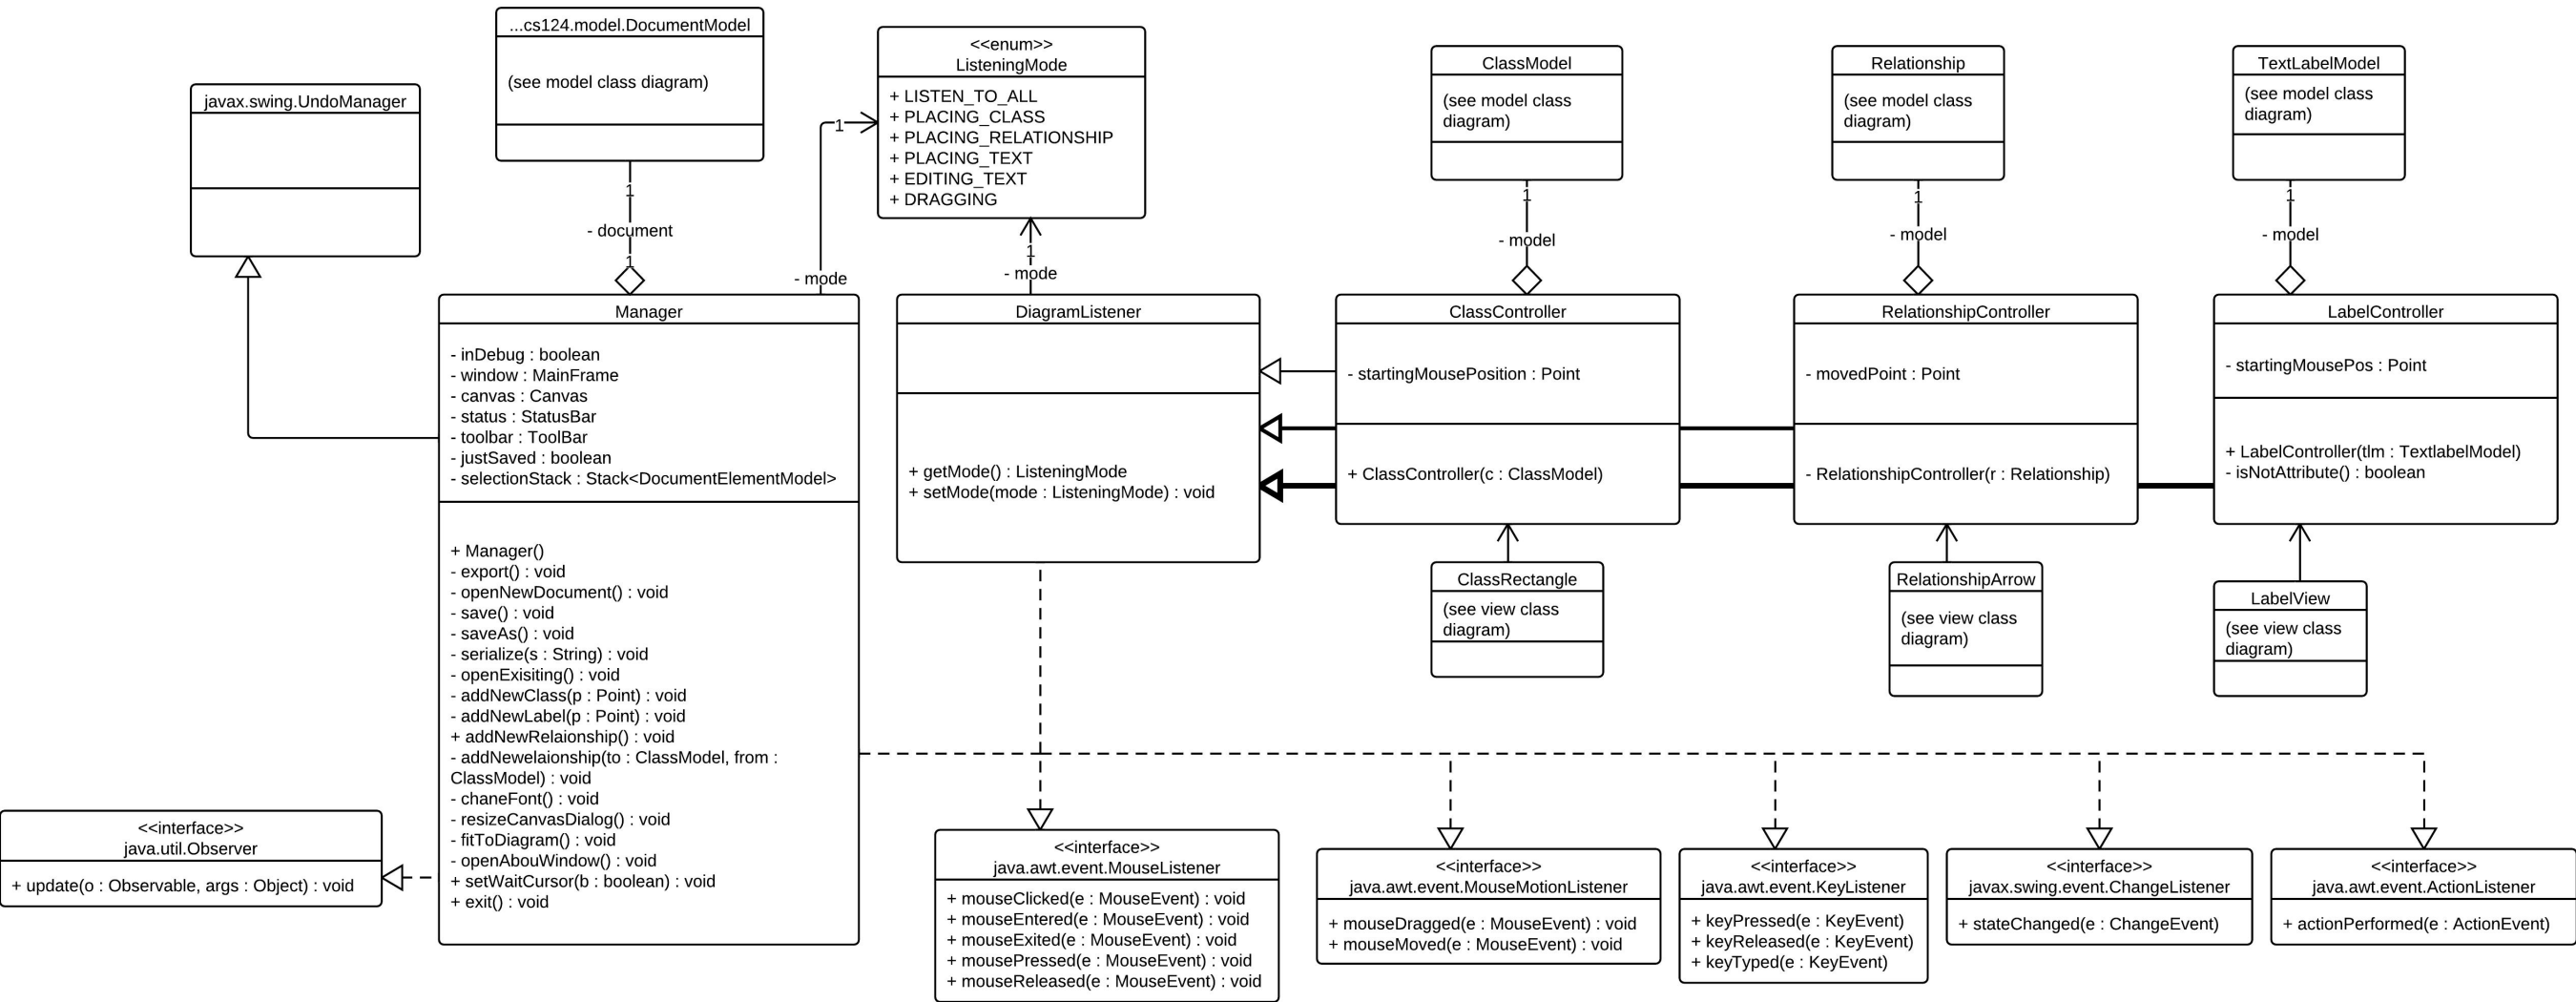 ...cs124.model.DocumentModel
(see model class diagram)
<<enum>>
ListeningMode
+ LISTEN_TO_ALL
+ PLACING_CLASS
+ PLACING_RELATIONSHIP
+ PLACING_TEXT
+ EDITING_TEXT
+ DRAGGING
ClassModel
(see model class
diagram)
Relationship
(see model class
diagram)
TextLabelModel
(see model class
diagram)
javax.swing.UndoManager
1
- document
1
1
- mode
1
- mode
1
- model
1
- model
1
- model
Manager
- inDebug : boolean
- window : MainFrame
- canvas : Canvas
- status : StatusBar
- toolbar : ToolBar
- justSaved : boolean
- selectionStack : Stack<DocumentElementModel>
+ Manager()
- export() : void
- openNewDocument() : void
- save() : void
- saveAs() : void
- serialize(s : String) : void
- openExisiting() : void
- addNewClass(p : Point) : void
- addNewLabel(p : Point) : void
+ addNewRelaionship() : void
- addNewelaionship(to : ClassModel, from :
ClassModel) : void
- chaneFont() : void
- resizeCanvasDialog() : void
- fitToDiagram() : void
- openAbouWindow() : void
+ setWaitCursor(b : boolean) : void
+ exit() : void
DiagramListener
+ getMode() : ListeningMode
+ setMode(mode : ListeningMode) : void
ClassController
- startingMousePosition : Point
+ ClassController(c : ClassModel)
RelationshipController
- movedPoint : Point
- RelationshipController(r : Relationship)
LabelController
- startingMousePos : Point
+ LabelController(tlm : TextlabelModel)
- isNotAttribute() : boolean
ClassRectangle
(see view class
diagram)
RelationshipArrow
(see view class
diagram)
LabelView
(see view class
diagram)
<<interface>>
java.util.Observer
+ update(o : Observable, args : Object) : void
<<interface>>
java.awt.event.MouseListener
+ mouseClicked(e : MouseEvent) : void
+ mouseEntered(e : MouseEvent) : void
+ mouseExited(e : MouseEvent) : void
+ mousePressed(e : MouseEvent) : void
+ mouseReleased(e : MouseEvent) : void
<<interface>>
java.awt.event.MouseMotionListener
+ mouseDragged(e : MouseEvent) : void
+ mouseMoved(e : MouseEvent) : void
<<interface>>
java.awt.event.KeyListener
+ keyPressed(e : KeyEvent)
+ keyReleased(e : KeyEvent)
+ keyTyped(e : KeyEvent)
<<interface>>
javax.swing.event.ChangeListener
+ stateChanged(e : ChangeEvent)
<<interface>>
java.awt.event.ActionListener
+ actionPerformed(e : ActionEvent)